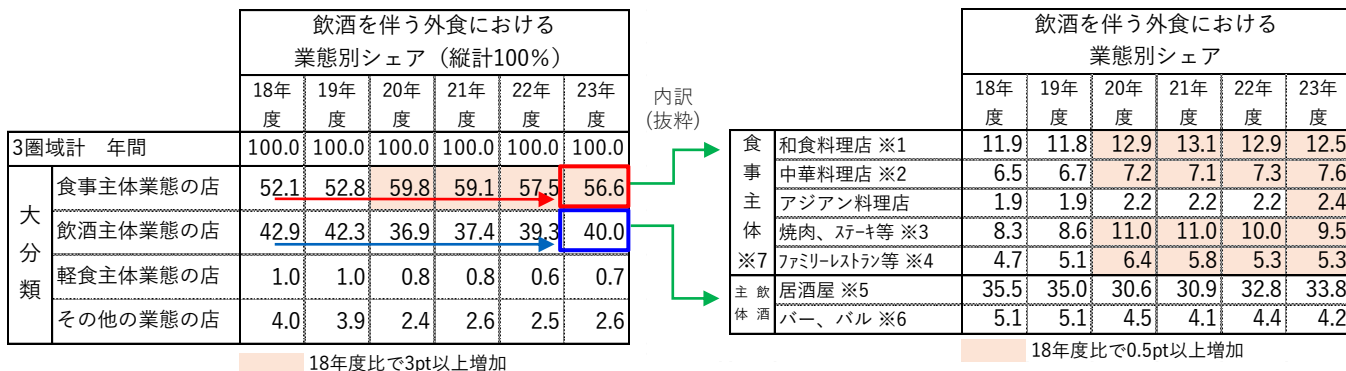 飲酒を伴う外食における
業態別シェア（縦計100％）
18年度 19年度 20年度 21年度 22年度 23年度
3圏域計　年間 100.0 100.0 100.0 100.0 100.0 100.0
大分類
食事主体業態の店 52.1 52.8 59.8 59.1 57.5 56.6
飲酒主体業態の店 42.9 42.3 36.9 37.4 39.3 40.0
軽食主体業態の店 1.0 1.0 0.8 0.8 0.6 0.7
その他の業態の店 4.0 3.9 2.4 2.6 2.5 2.6
18年度比で3pt以上増加
内訳
(抜粋)
飲酒を伴う外食における
業態別シェア
18年度 19年度 20年度 21年度 22年度 23年度
食事主体※7
和食料理店 ※1 11.9 11.8 12.9 13.1 12.9 12.5
中華料理店 ※2 6.5 6.7 7.2 7.1 7.3 7.6
アジアン料理店 1.9 1.9 2.2 2.2 2.2 2.4
焼肉、ｽﾃｰｷ等 ※3 8.3 8.6 11.0 11.0 10.0 9.5
ﾌｧﾐﾘｰﾚｽﾄﾗﾝ等 ※4 4.7 5.1 6.4 5.8 5.3 5.3
飲酒主体
居酒屋 ※5 35.5 35.0 30.6 30.9 32.8 33.8
バー、バル ※6 5.1 5.1 4.5 4.1 4.4 4.2
18年度比で0.5pt以上増加